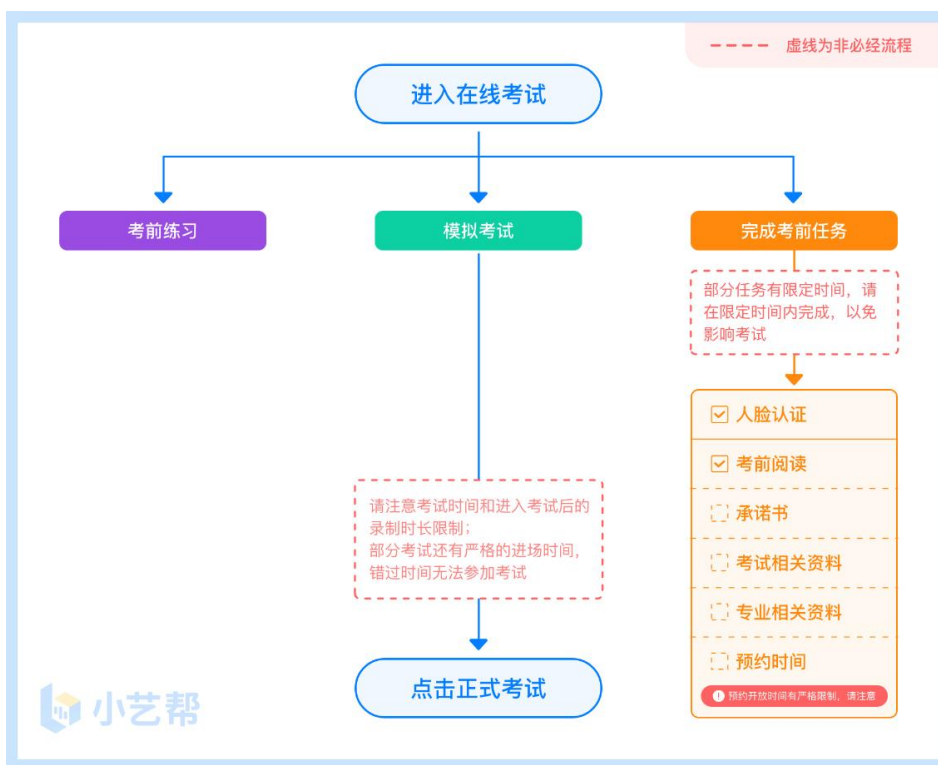 虚线为非必经流程
进入在线考试
考前练习
模拟考试
完成考前任务
部分任务有限定时间，请
在限定时间内完成，以免
影响考试
人脸认证
考前阅读
承诺书
考试相关资料
专业相关资料
预约时间
预约开放时间有严格限制，请注意
请注意考试时间和进入考试后的
录制时长限制；
部分考试还有严格的进场时间，
错过时间无法参加考试
点击正式考试
小艺帮